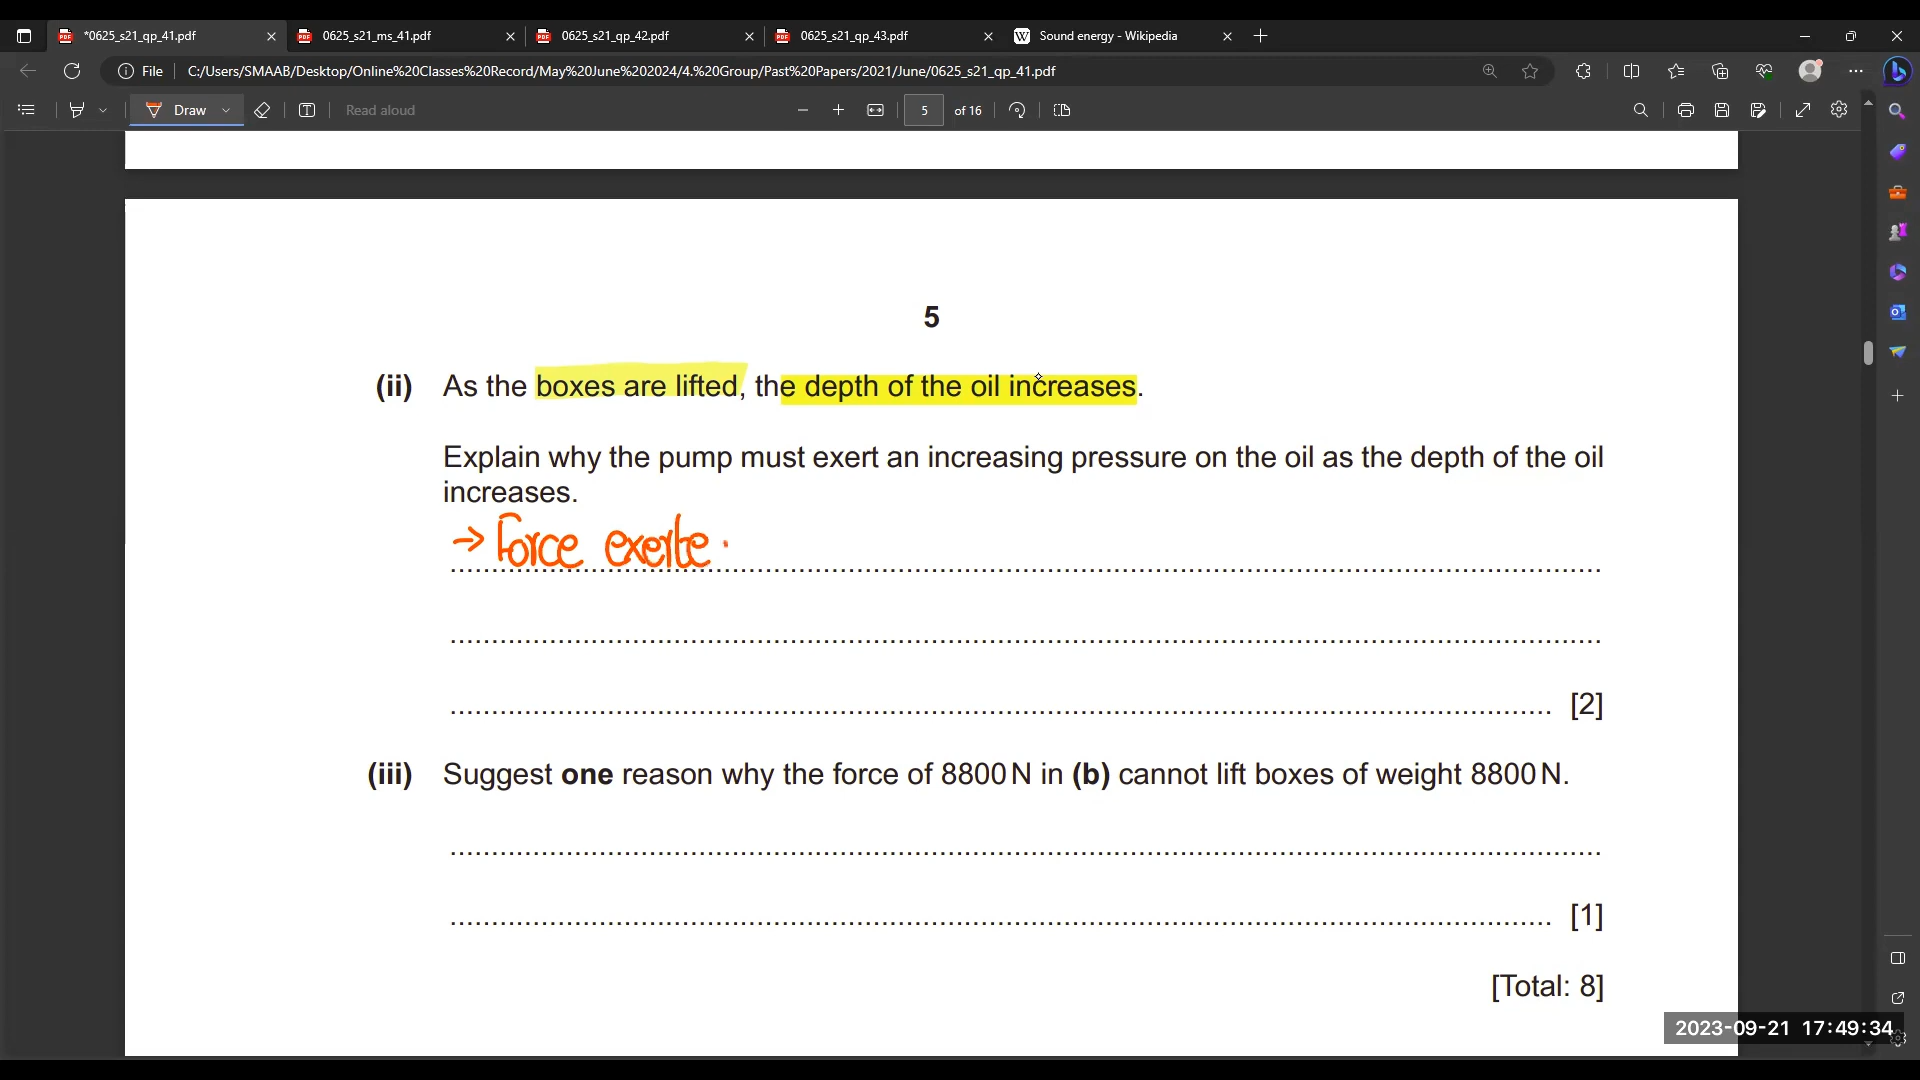 *0625_s21_qp_41.pdf
0625_s21_ms_41.pdf
0625_s21_qp_42.pdf
0625_s21_qp_43.pdf
W Sound energy - Wikipedia
File C:/Users/SMAAB/Desktop/Online%20Classes%20Record/May%20June%202024/4.%20Group/Past%20Papers/2021/June/0625_s21_qp_41.pdf
Draw
Read aloud
5 of 16
5
(ii) As the boxes are lifted, the depth of the oil increases.
Explain why the pump must exert an increasing pressure on the oil as the depth of the oil
increases.
→ Force exerte
.......... [2]
(iii) Suggest one reason why the force of 8800 N in (b) cannot lift boxes of weight 8800 N.
.......... [1]
[Total: 8]
2023-09-21 17:49:34